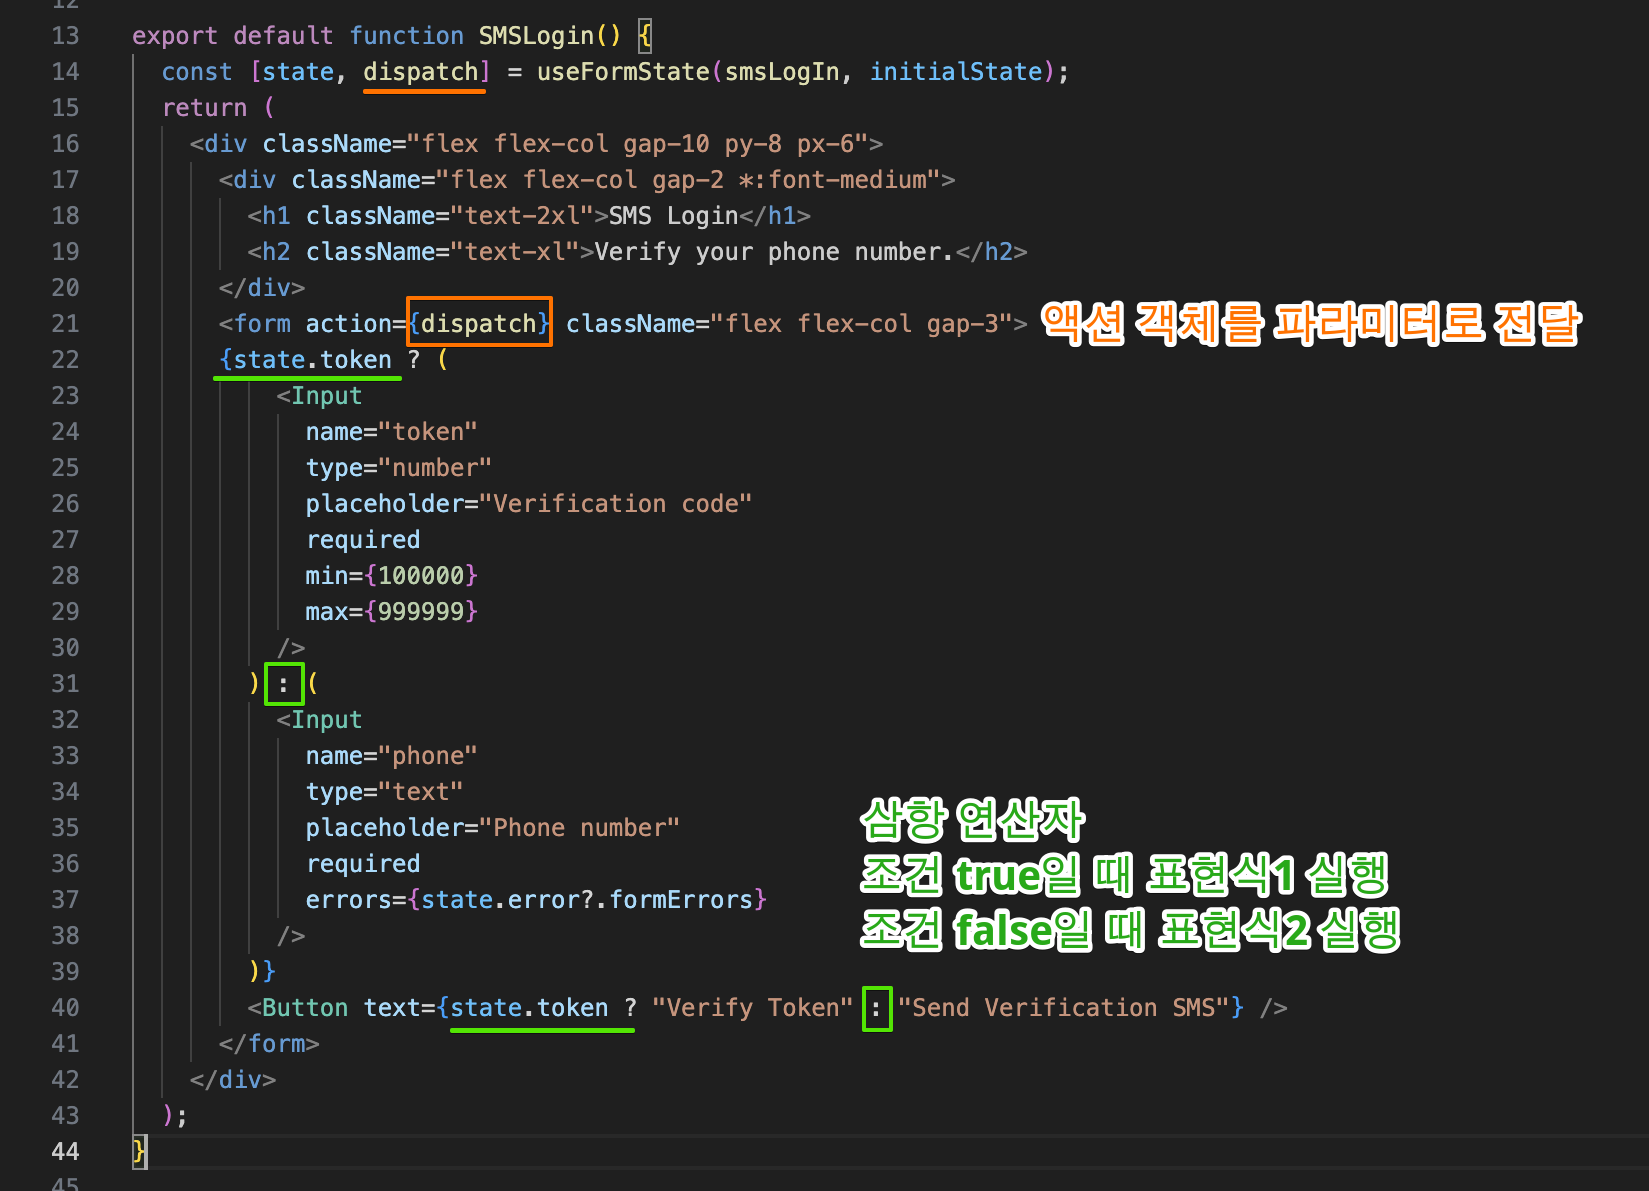 12
13 export default function SMSLogin() {
14 const [state, dispatch] = useFormState(smsLogIn, initialState);
15 return (
16 <div className="flex flex-col gap-10 py-8 px-6">
17 <div className="flex flex-col gap-2 *:font-medium">
18 <h1 className="text-2xl">SMS Login</h1>
19 <h2 className="text-xl">Verify your phone number.</h2>
20 </div>
21 <form action={dispatch} className="flex flex-col gap-3"> 액션 객체를 파라미터로 전달
22 {state.token ? (
23 <Input
24 name="token"
25 type="number"
26 placeholder="Verification code"
27 required
28 min={100000}
29 max={999999}
30 />
31 ) : (
32 <Input
33 name="phone"
34 type="text"
35 placeholder="Phone number"
36 required
37 errors={state.error?.formErrors}
38 />
39 )}
삼항 연산자
조건 true일 때 표현식1 실행
조건 false일 때 표현식2 실행
40 <Button text={state.token ? "Verify Token" : "Send Verification SMS"} />
41 </form>
42 </div>
43 );
44 }
45